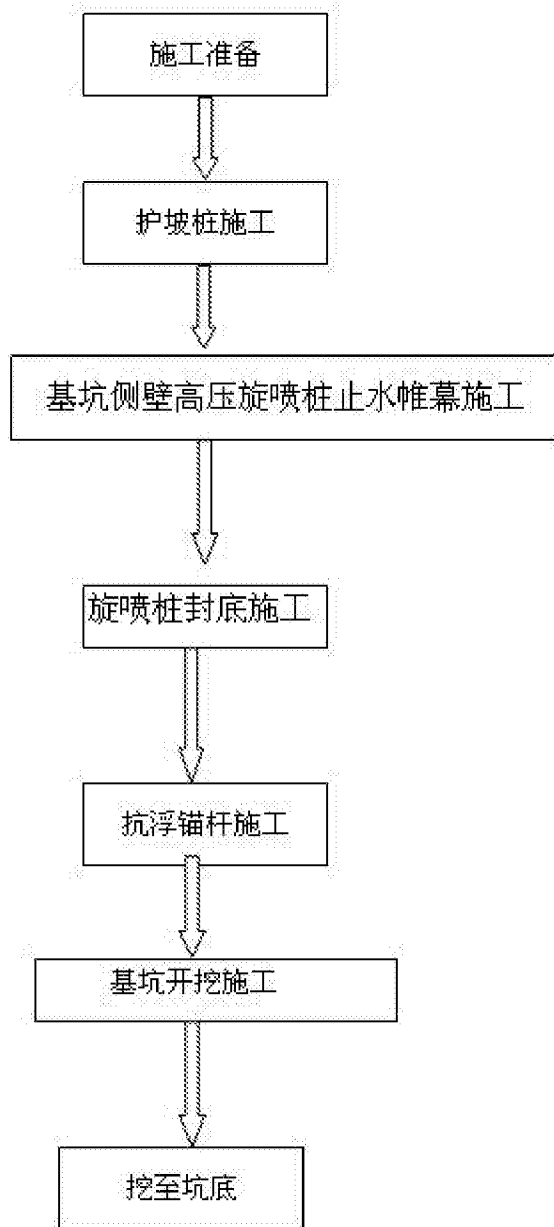 施工准备
护坡桩施工
基坑侧壁高压旋喷桩止水帷幕施工
旋喷桩封底施工
抗浮锚杆施工
基坑开挖施工
挖至坑底